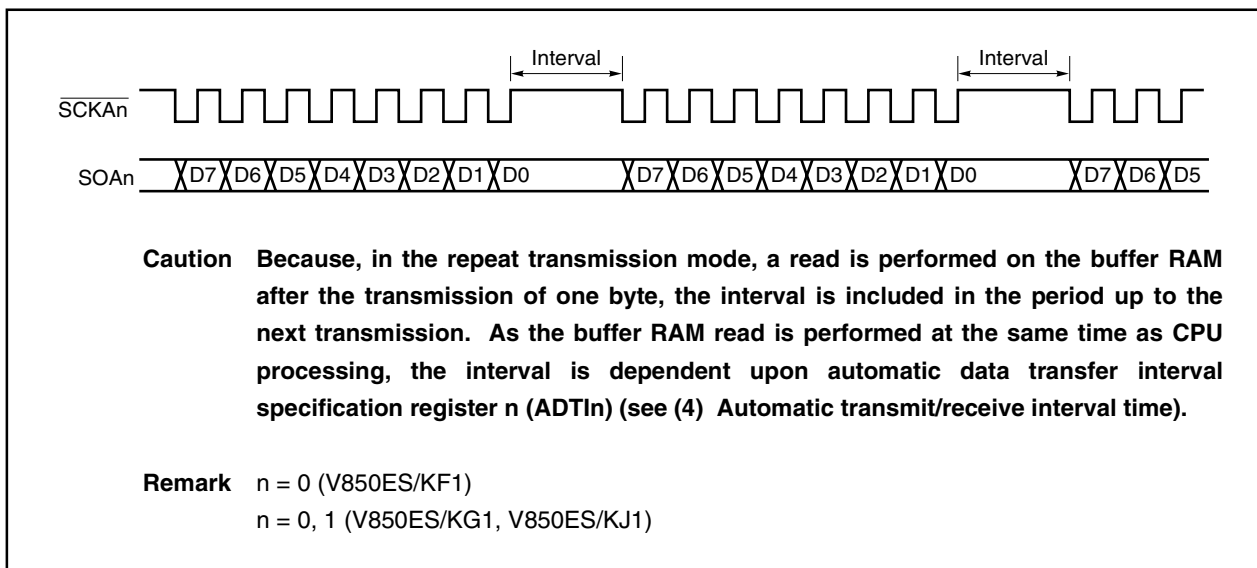 Interval Interval
SCKAn
SOAn D7 D6 D5 D4 D3 D2 D1 D0 D7 D6 D5 D4 D3 D2 D1 D0 D7 D6 D5
Caution Because, in the repeat transmission mode, a read is performed on the buffer RAM
after the transmission of one byte, the interval is included in the period up to the
next transmission. As the buffer RAM read is performed at the same time as CPU
processing, the interval is dependent upon automatic data transfer interval
specification register n (ADTIn) (see (4) Automatic transmit/receive interval time).
Remark n = 0 (V850ES/KF1)
n = 0, 1 (V850ES/KG1, V850ES/KJ1)